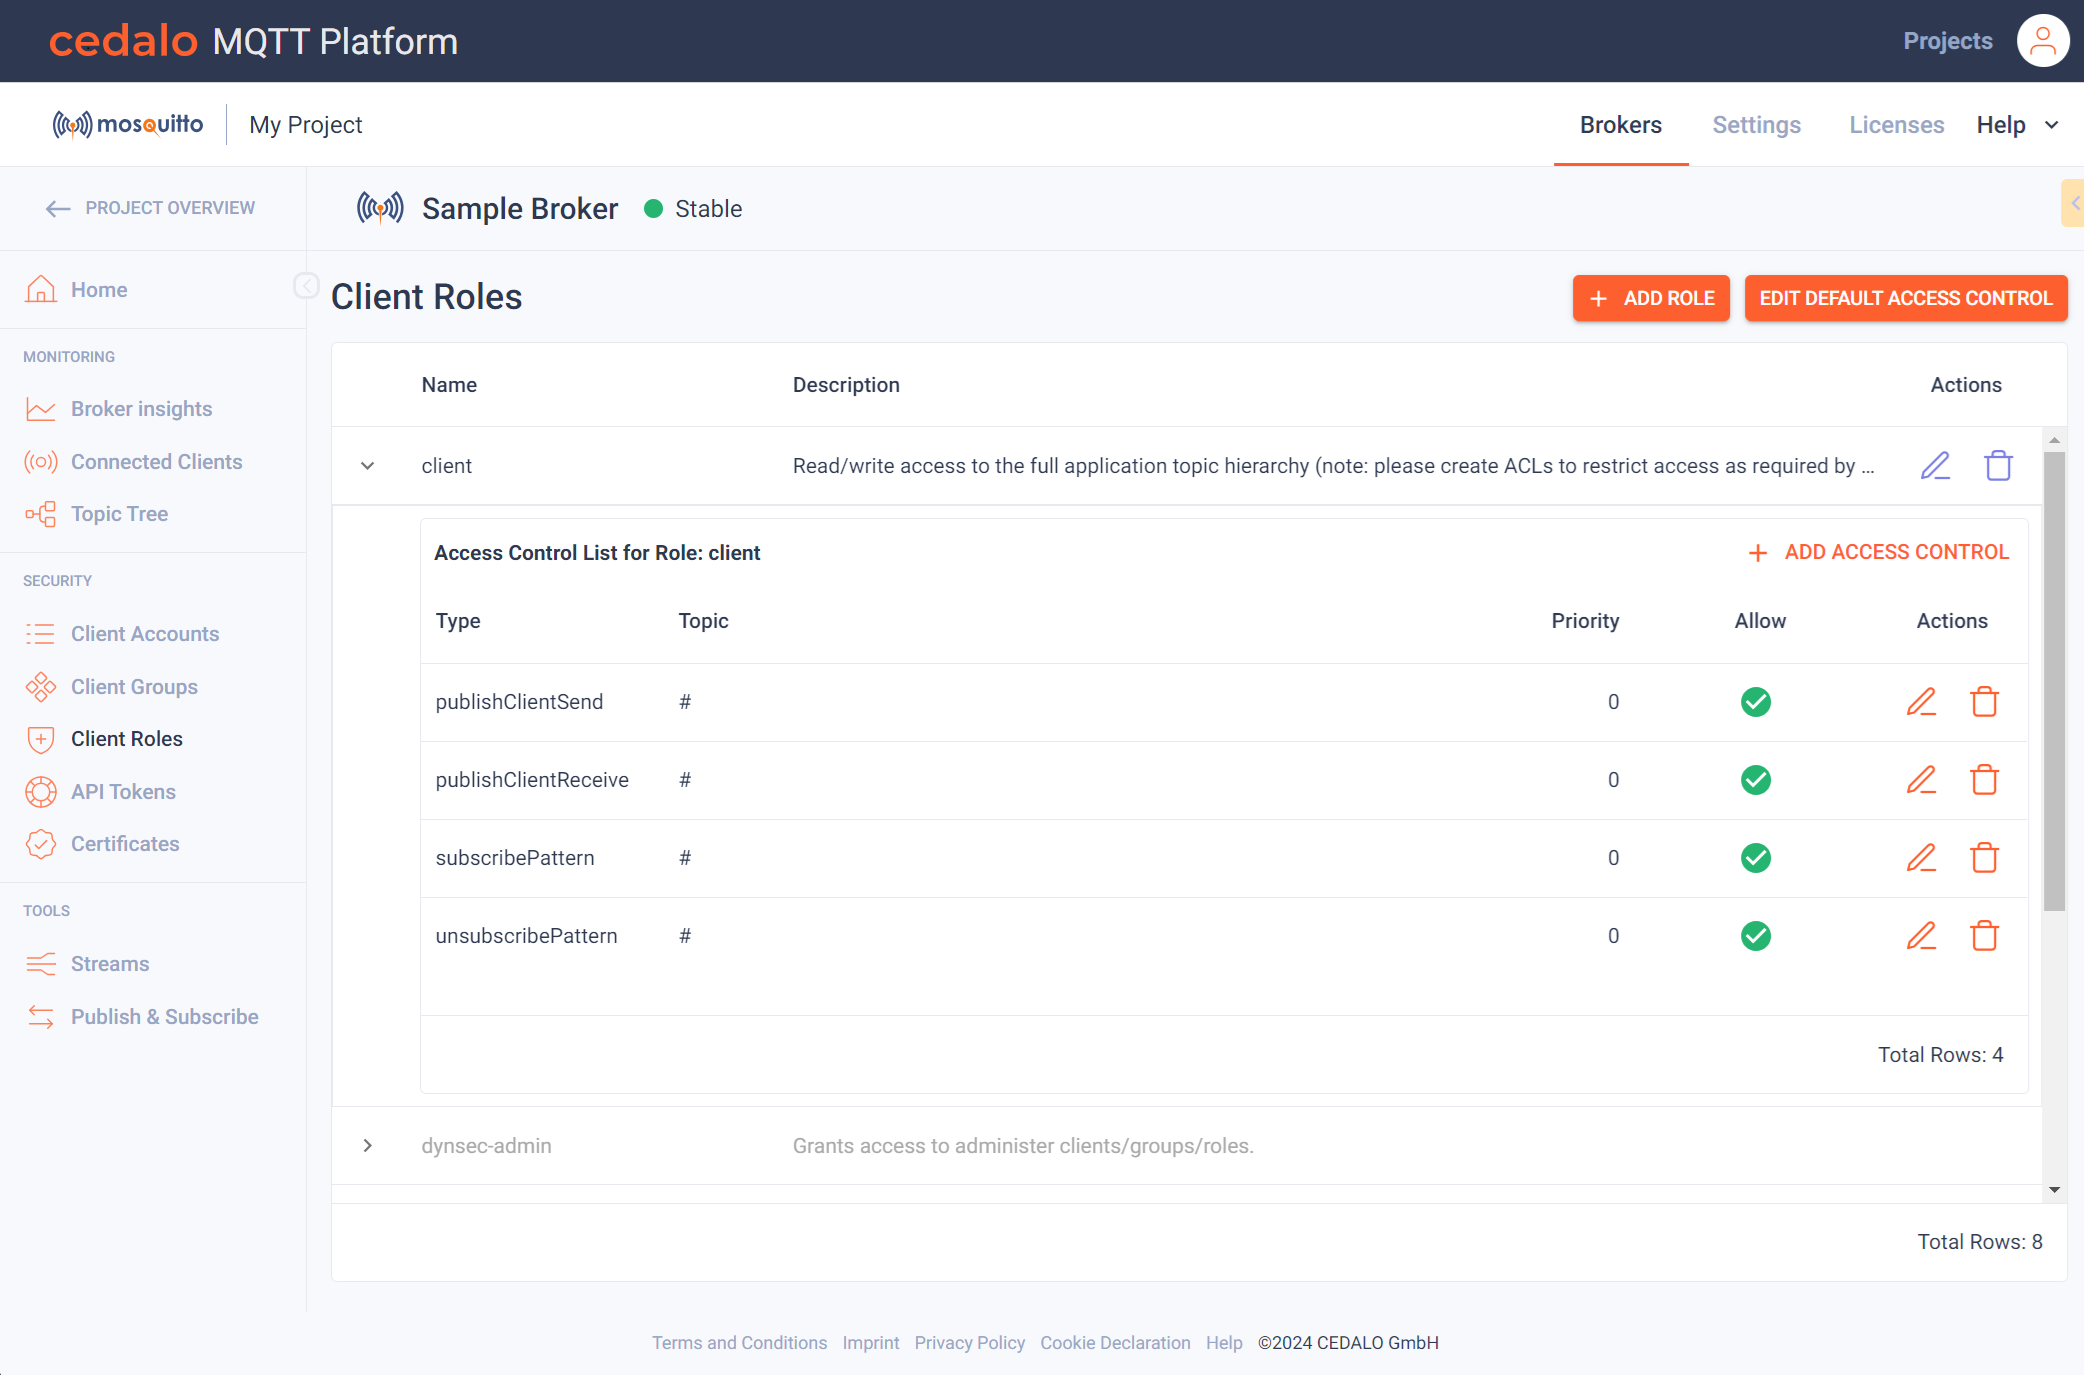 cedalo MQTT Platform
Projects
mosquitto
My Project
Brokers
Settings
Licenses
Help
PROJECT OVERVIEW
Sample Broker
Stable
Home
Client Roles
ADD ROLE
EDIT DEFAULT ACCESS CONTROL
MONITORING
Broker insights
Connected Clients
Topic Tree
SECURITY
Client Accounts
Client Groups
Client Roles
API Tokens
Certificates
TOOLS
Streams
Publish & Subscribe
Name Description Actions
client Read/write access to the full application topic hierarchy (note: please create ACLs to restrict access as required by ...
Access Control List for Role: client
ADD ACCESS CONTROL
Type Topic Priority Allow Actions
publishClientSend # 0
publishClientReceive # 0
subscribePattern # 0
unsubscribePattern # 0
Total Rows: 4
dynsec-admin Grants access to administer clients/groups/roles.
Total Rows: 8
Terms and Conditions Imprint Privacy Policy Cookie Declaration Help ©2024 CEDALO GmbH